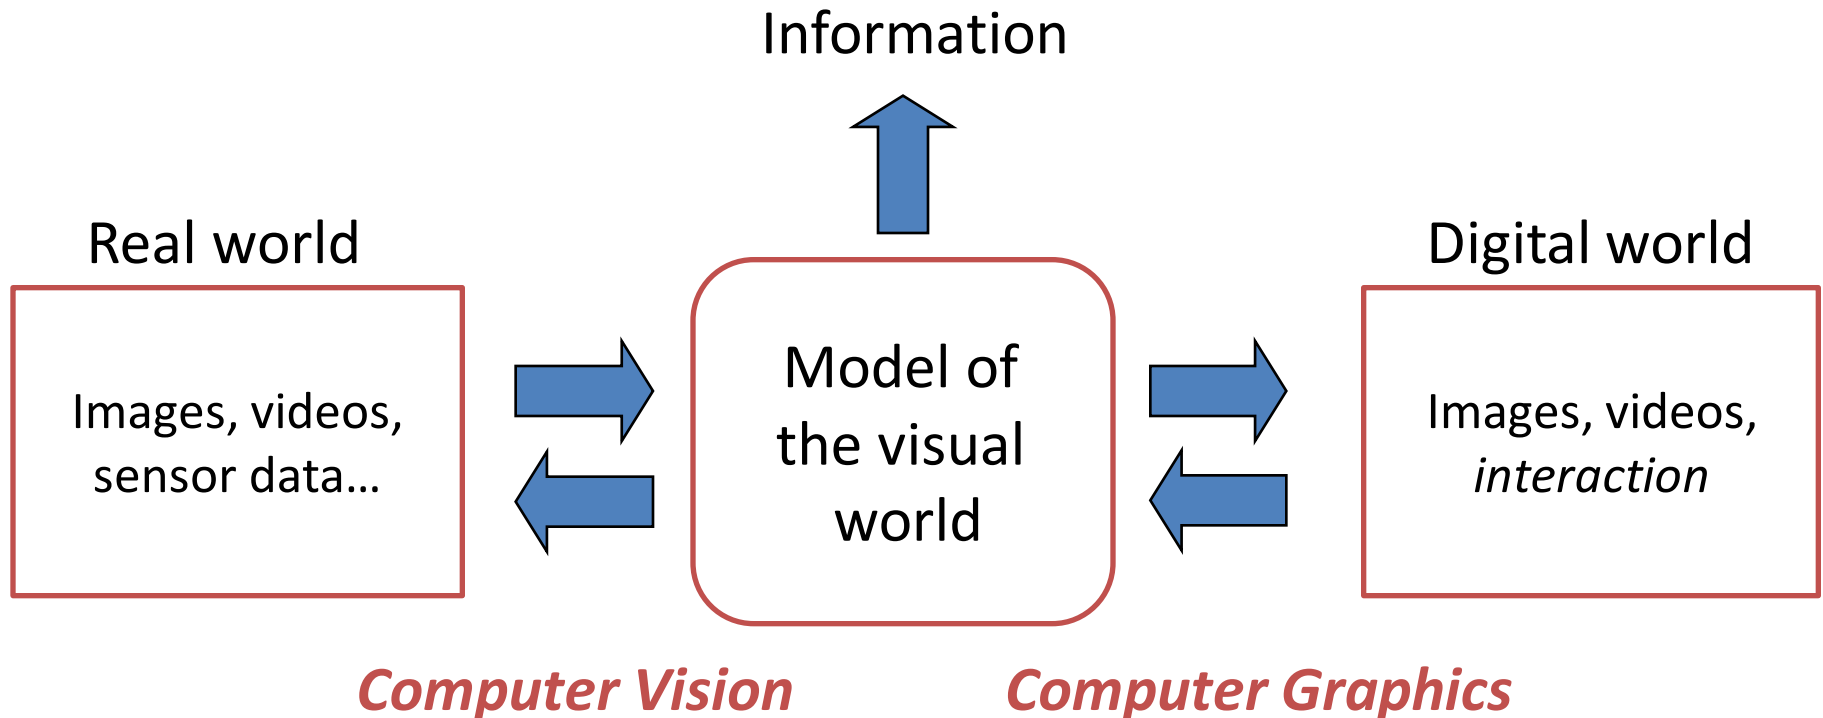 Information
Real world
Digital world
Images, videos,
sensor data...
Model of
the visual
world
Images, videos,
interaction
Computer Vision
Computer Graphics